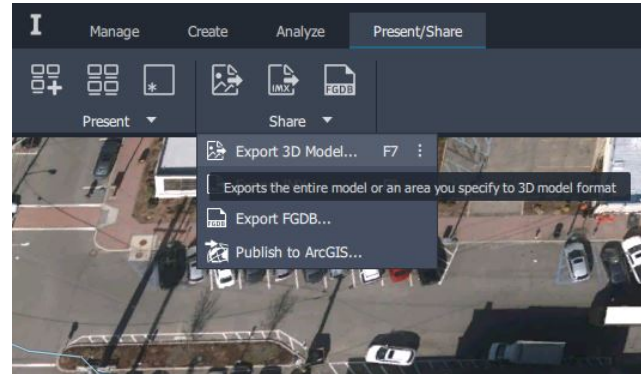 I
Manage Create Analyze Present/Share
IMX FGDB
Present Share
Export 3D Model... F7
Exports the entire model or an area you specify to 3D model format
FGDB Export FGDB...
Publish to ArcGIS...